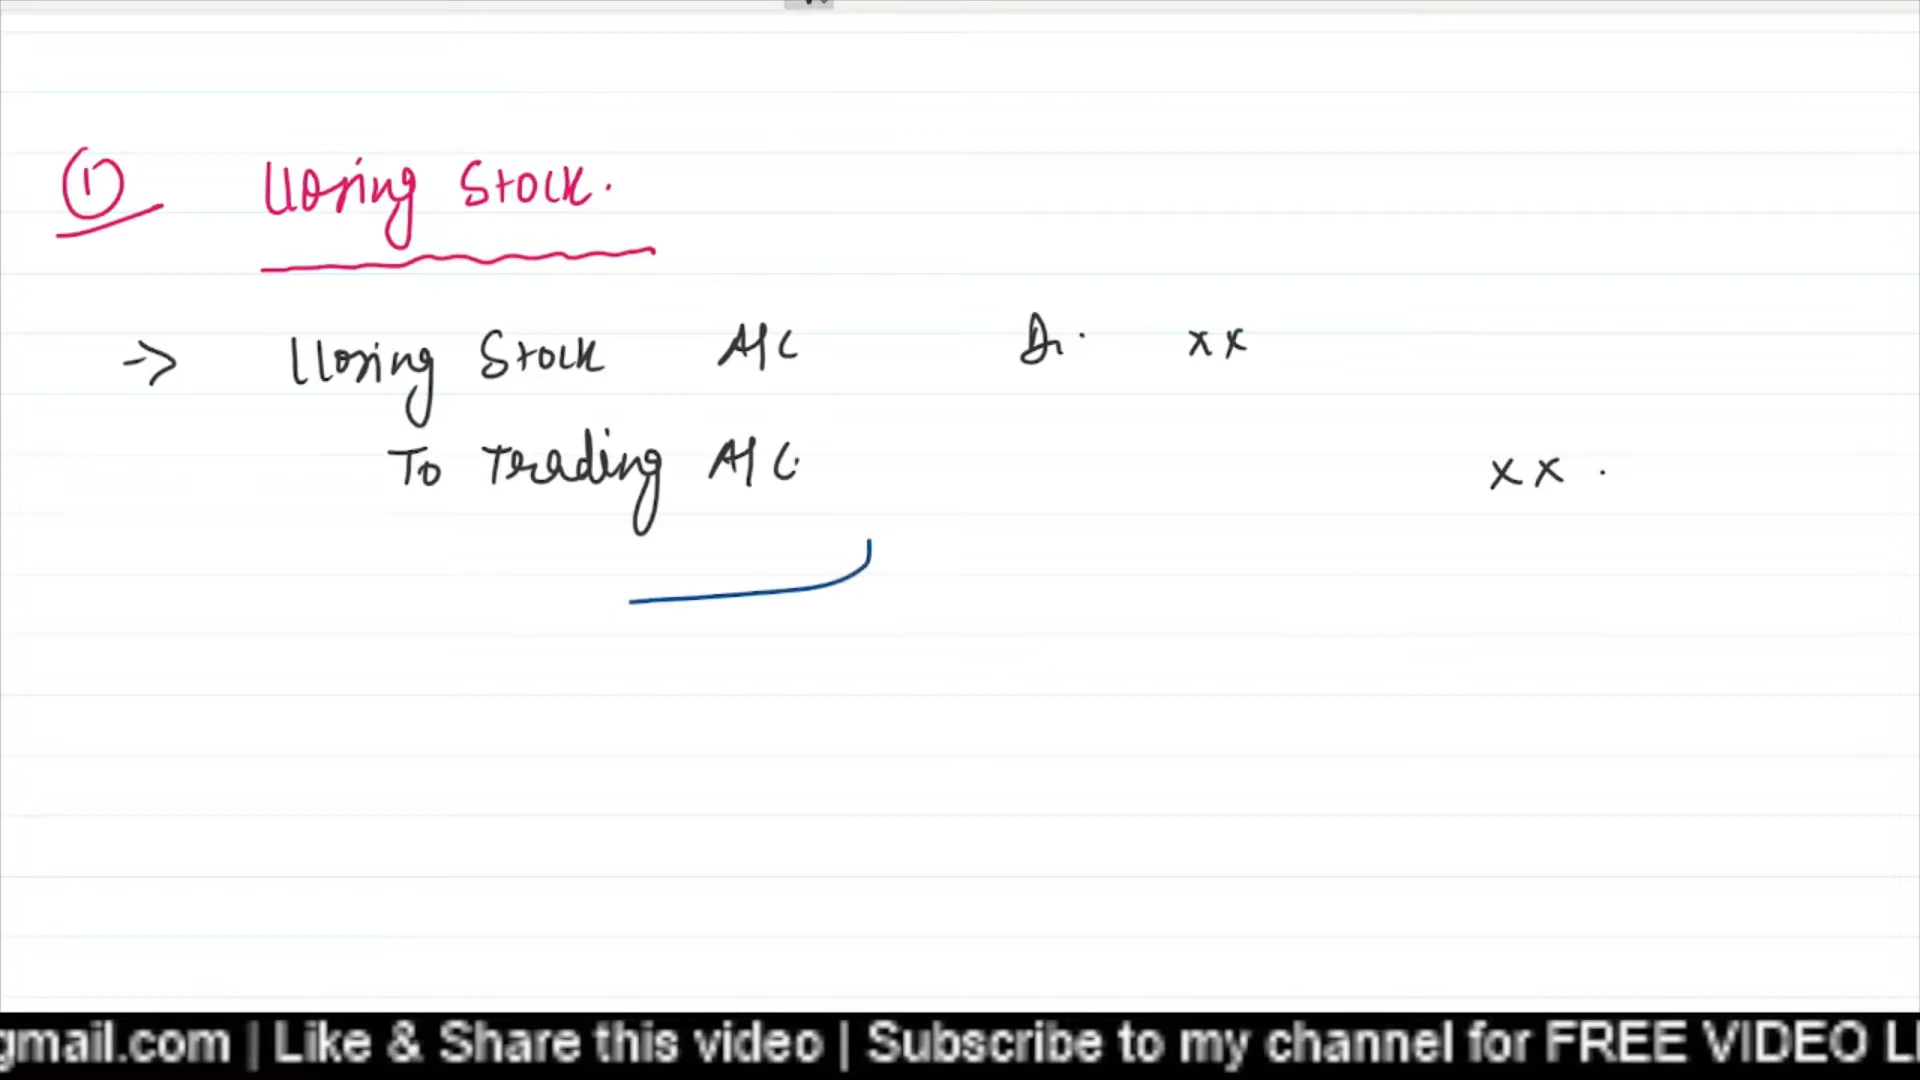 ① Closing Stock.
-> Closing Stock A/C Dr. xx
To Trading A/C. xx.
gmail.com | Like & Share this video | Subscribe to my channel for FREE VIDEO